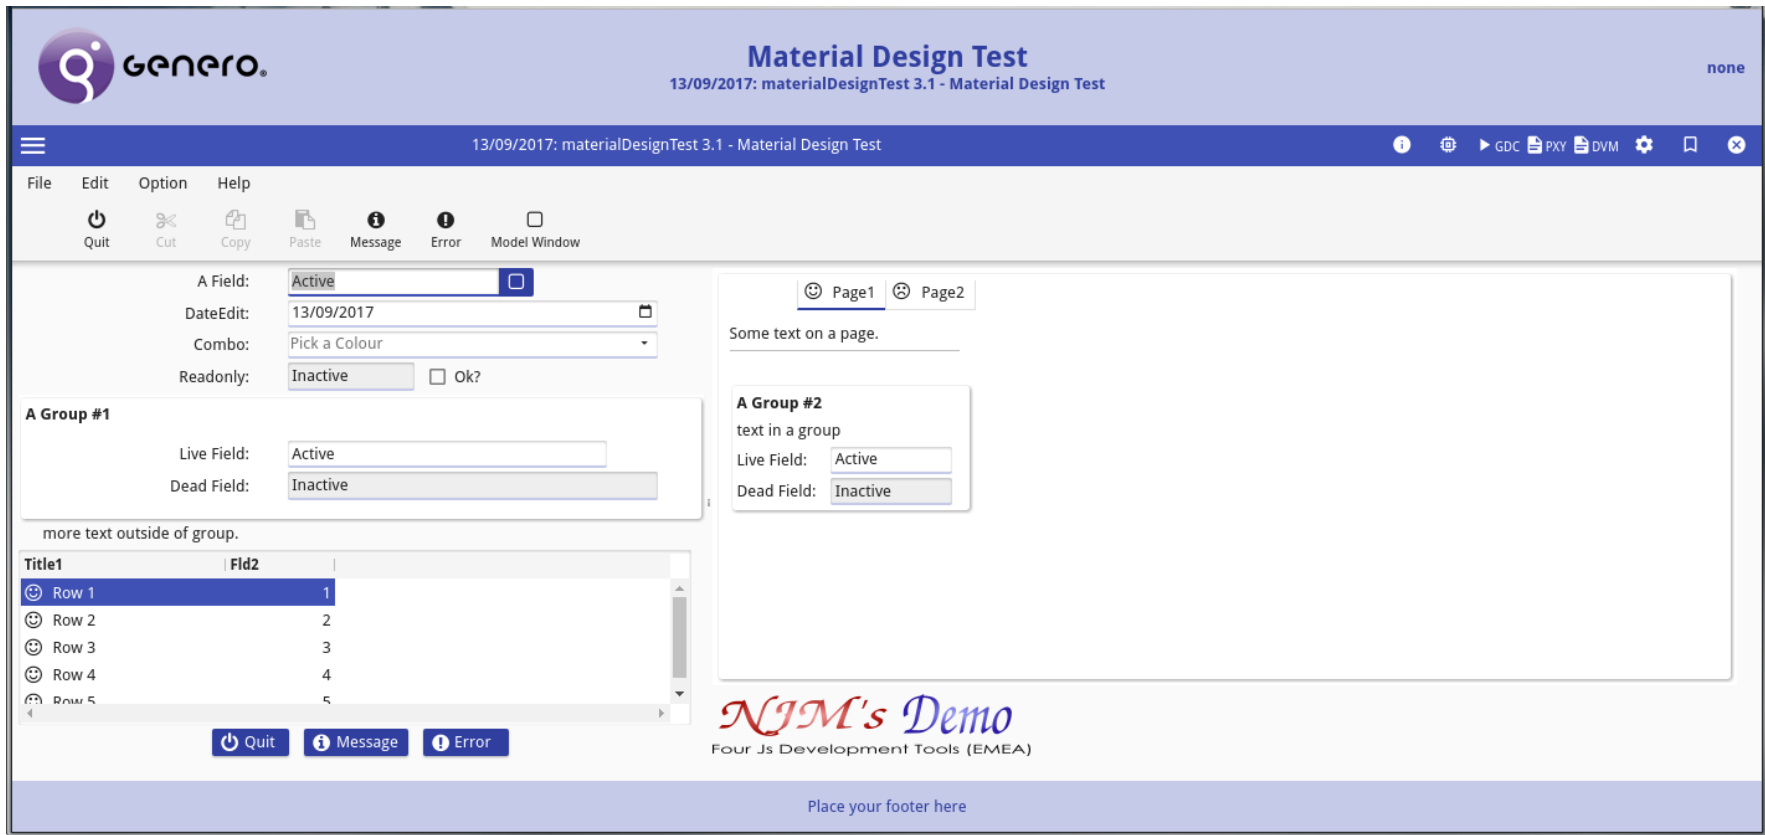 Genero®
Material Design Test
13/09/2017: materialDesignTest 3.1 - Material Design Test
none
13/09/2017: materialDesignTest 3.1 - Material Design Test
GDC PXY DVM
File Edit Option Help
Quit Cut Copy Paste Message Error Model Window
A Field: Active
DateEdit: 13/09/2017
Combo: Pick a Colour
Readonly: Inactive Ok?
A Group #1
Live Field: Active
Dead Field: Inactive
more text outside of group.
Title1 Fld2
Row 1 1
Row 2 2
Row 3 3
Row 4 4
Row 5 5
Quit Message Error
Page1 Page2
Some text on a page.
A Group #2
text in a group
Live Field: Active
Dead Field: Inactive
NJM's Demo
Four Js Development Tools (EMEA)
Place your footer here